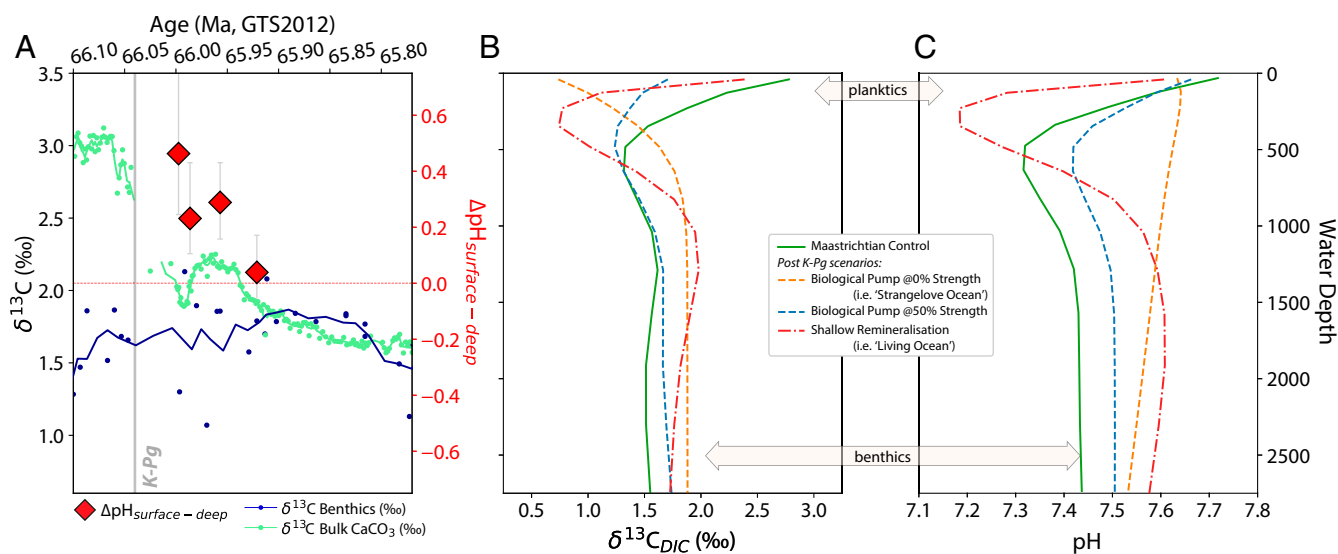 Age (Ma, GTS2012)
A
66.10 66.05 66.00 65.95 65.90 65.85 65.80
3.5
3.0
2.5
2.0
1.5
1.0
δ13C (‰)
0.6
0.4
0.2
0.0
−0.2
−0.4
−0.6
ΔpHsurface−deep
K-Pg
ΔpHsurface−deep
δ13C Benthics (‰)
δ13C Bulk CaCO3 (‰)
B
planktics
benthics
0.5 1.0 1.5 2.0 2.5 3.0
δ13CDIC (‰)
Maastrichtian Control
Post K-Pg scenarios:
Biological Pump @0% Strength
(i.e. ‘Strangelove Ocean’)
Biological Pump @50% Strength
Shallow Remineralisation
(i.e. ‘Living Ocean’)
C
0
500
1000
1500
2000
2500
Water Depth
7.1 7.2 7.3 7.4 7.5 7.6 7.7 7.8
pH